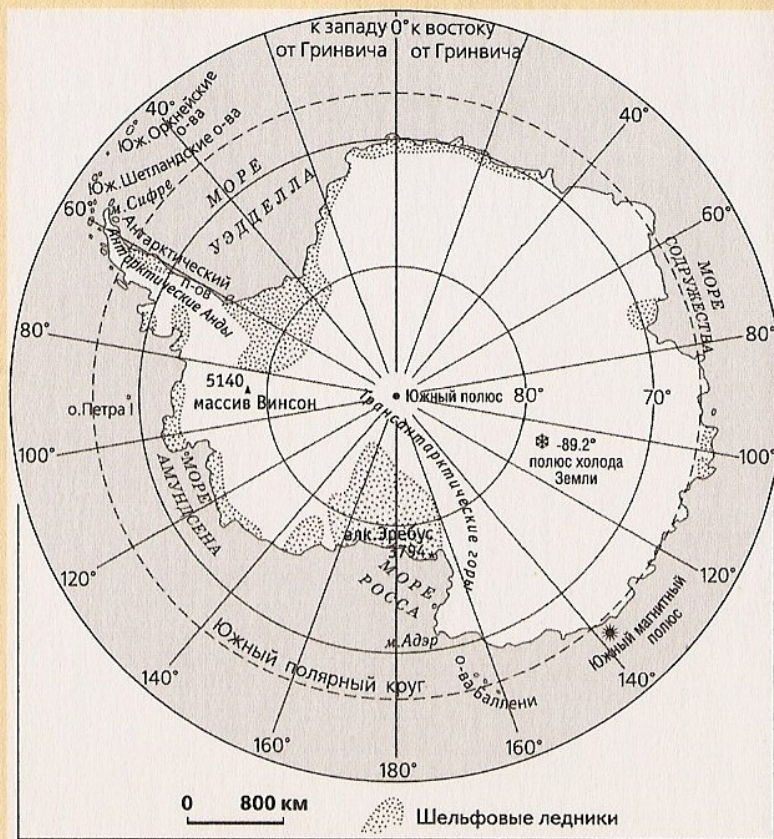 к западу 0° к востоку
от Гринвича от Гринвича
40°
Юж. Оркнейские
о-ва
Юж. Шетландские о-ва
м. Сифре
60°
МОРЕ
УЭДДЕЛЛА
Антарктический
п-ов
Антарктические Анды
40°
60°
МОРЕ
СОДРУЖЕСТВА
80°
80°
5140
массив Винсон
Южный полюс
80°
70°
о. Петра I
Трансантарктические горы
-89.2°
полюс холода
Земли
100°
100°
МОРЕ
АМУНДСЕНА
влк. Эребус
3794
МОРЕ
РОССА
120°
120°
Южный магнитный
полюс
м. Адэр
Южный полярный круг
о-ва Баллени
140°
140°
160°
160°
180°
0 800 км
Шельфовые ледники